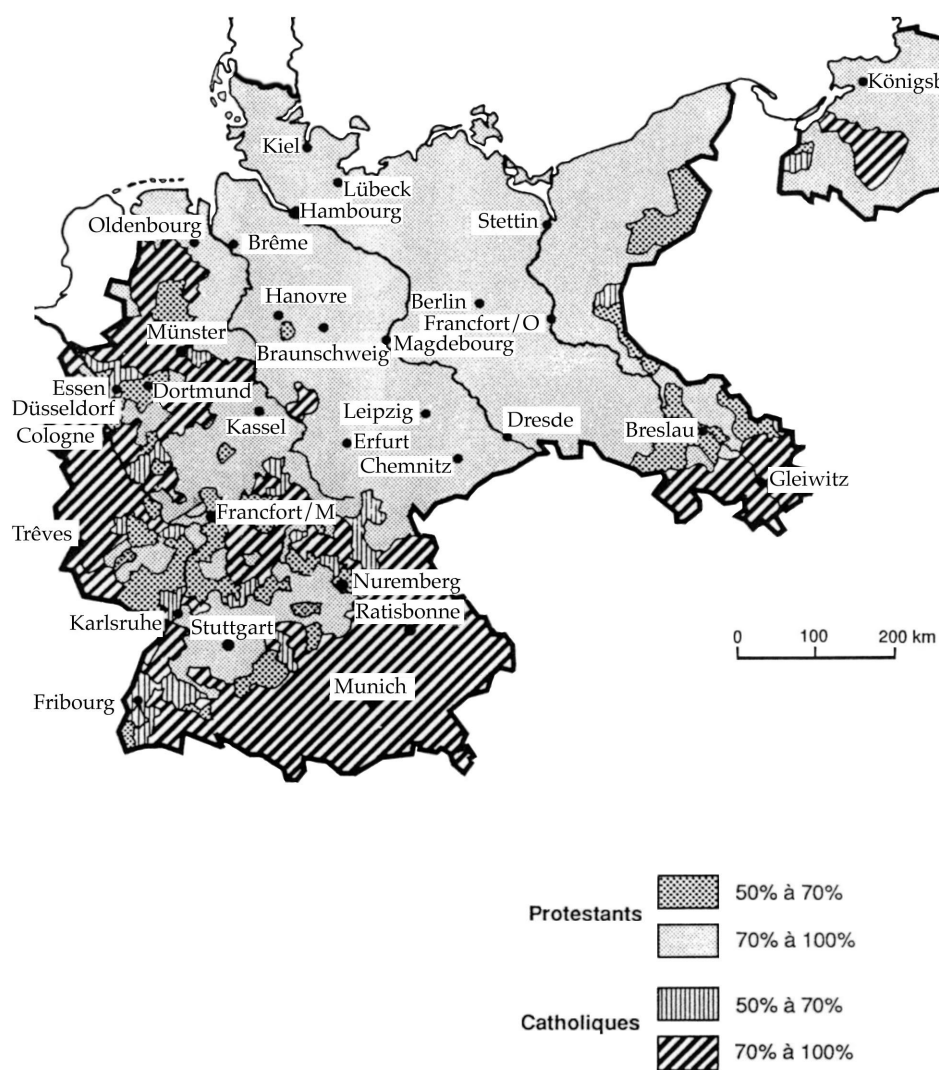 Königsb
Kiel
Lübeck
Hambourg
Stettin
Oldenbourg
Brême
Hanovre
Berlin
Francfort/O
Münster
Braunschweig
Magdebourg
Essen
Dortmund
Düsseldorf
Leipzig
Dresde
Cologne
Kassel
Erfurt
Breslau
Chemnitz
Gleiwitz
Francfort/M
Trêves
Nuremberg
Ratisbonne
Karlsruhe
Stuttgart
0 100 200 km
Munich
Fribourg
Protestants
50% à 70%
70% à 100%
Catholiques
50% à 70%
70% à 100%